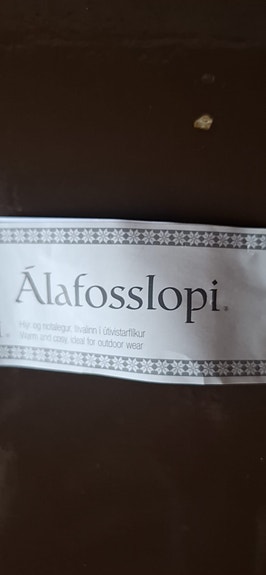 Álafosslopi®
Hlýr og notalegur, tilvalinn í útivistarflíkur
Warm and cosy, ideal for outdoor wear